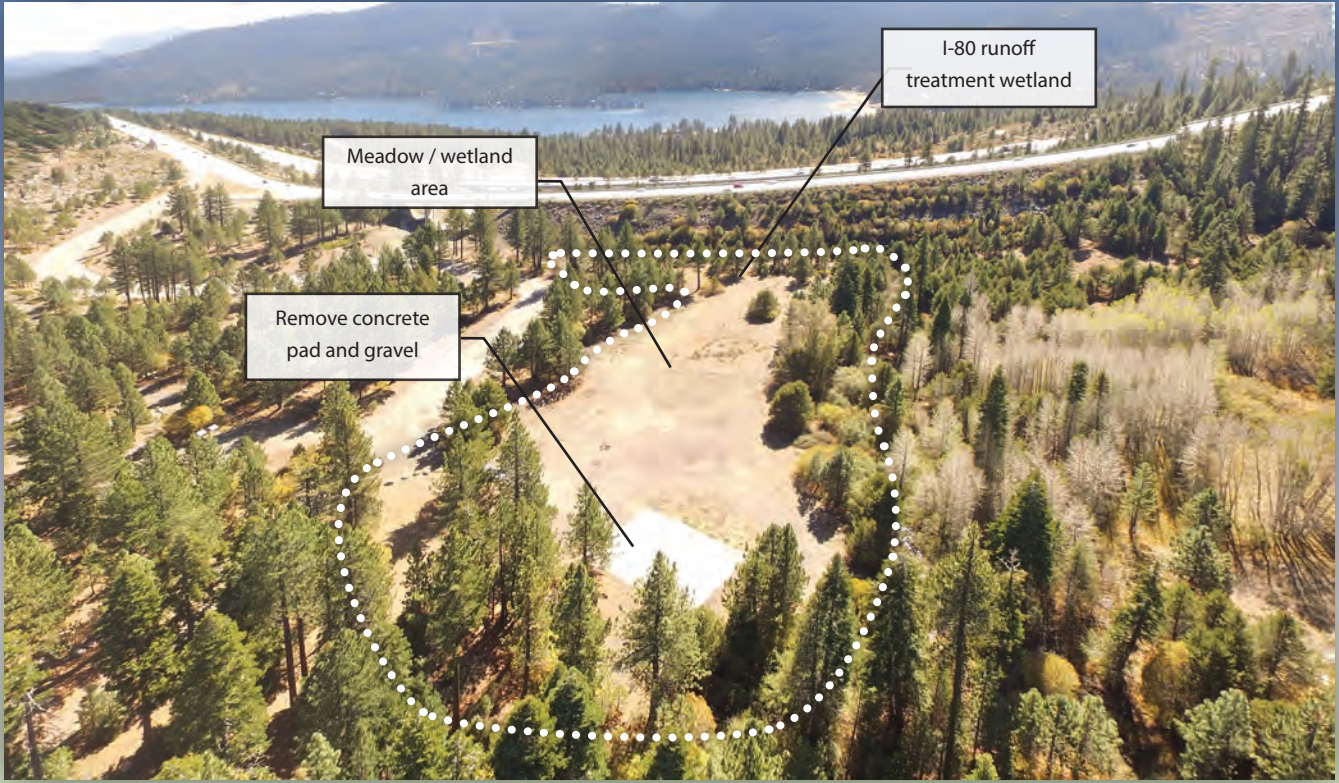 I-80 runoff
treatment wetland
Meadow / wetland
area
Remove concrete
pad and gravel